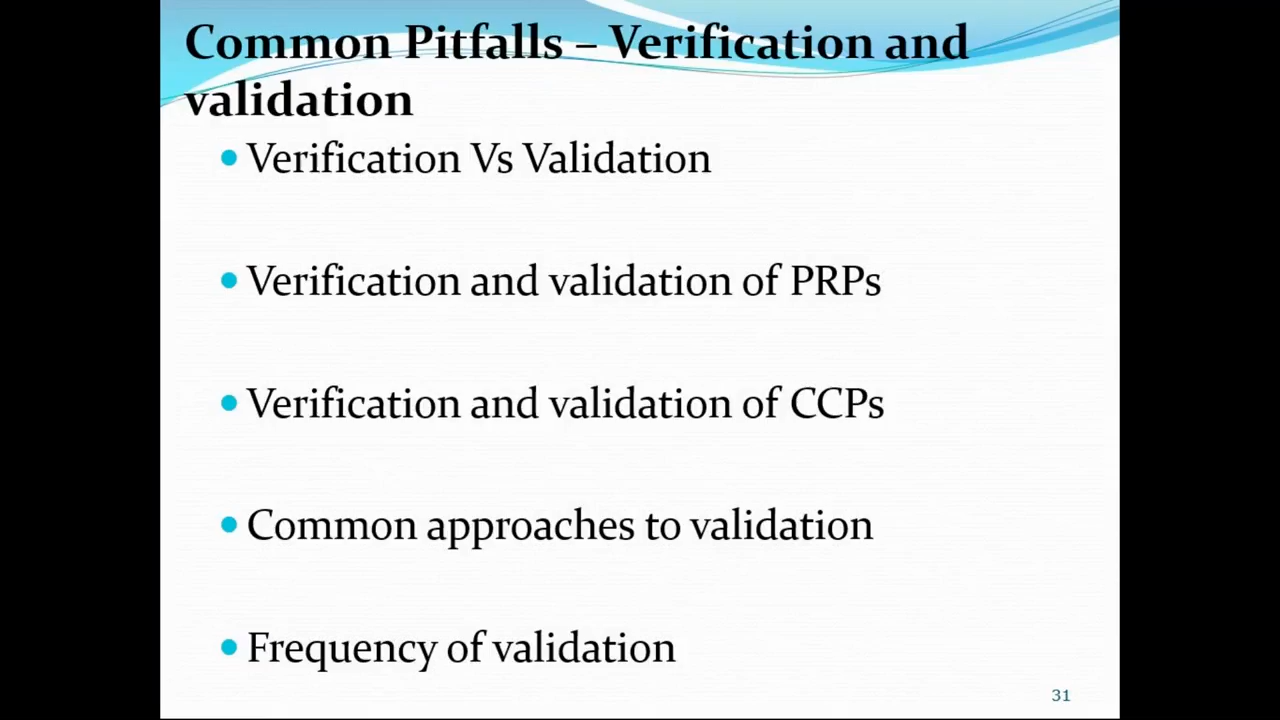 Common Pitfalls – Verification and
validation
• Verification Vs Validation
• Verification and validation of PRPs
• Verification and validation of CCPs
• Common approaches to validation
• Frequency of validation
31